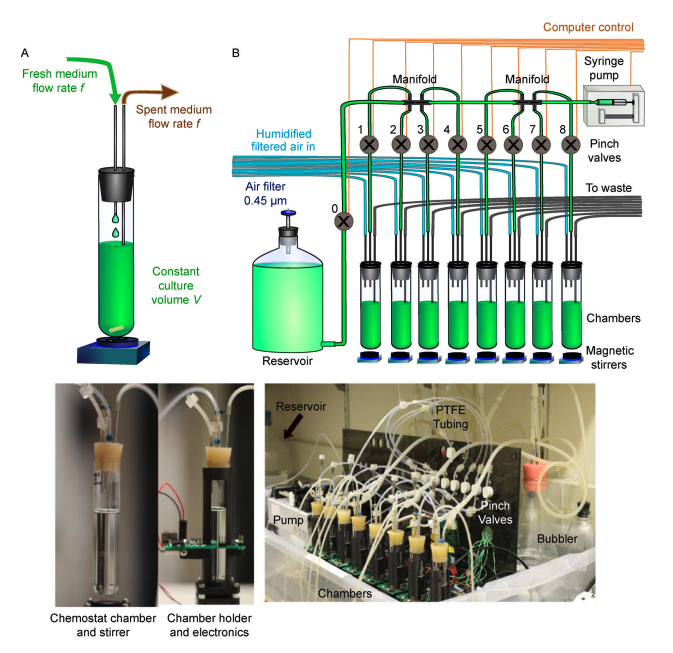 A
Fresh medium
flow rate f
Spent medium
flow rate f
Constant
culture
volume V
B
Computer control
Manifold
Manifold
Syringe
pump
1
2
3
4
5
6
7
8
Pinch
valves
Humidified
filtered air in
Air filter
0.45 µm
0
To waste
Chambers
Reservoir
Magnetic
stirrers
Chemostat chamber
and stirrer
Chamber holder
and electronics
Reservoir
PTFE
Tubing
Pump
Pinch
Valves
Bubbler
Chambers